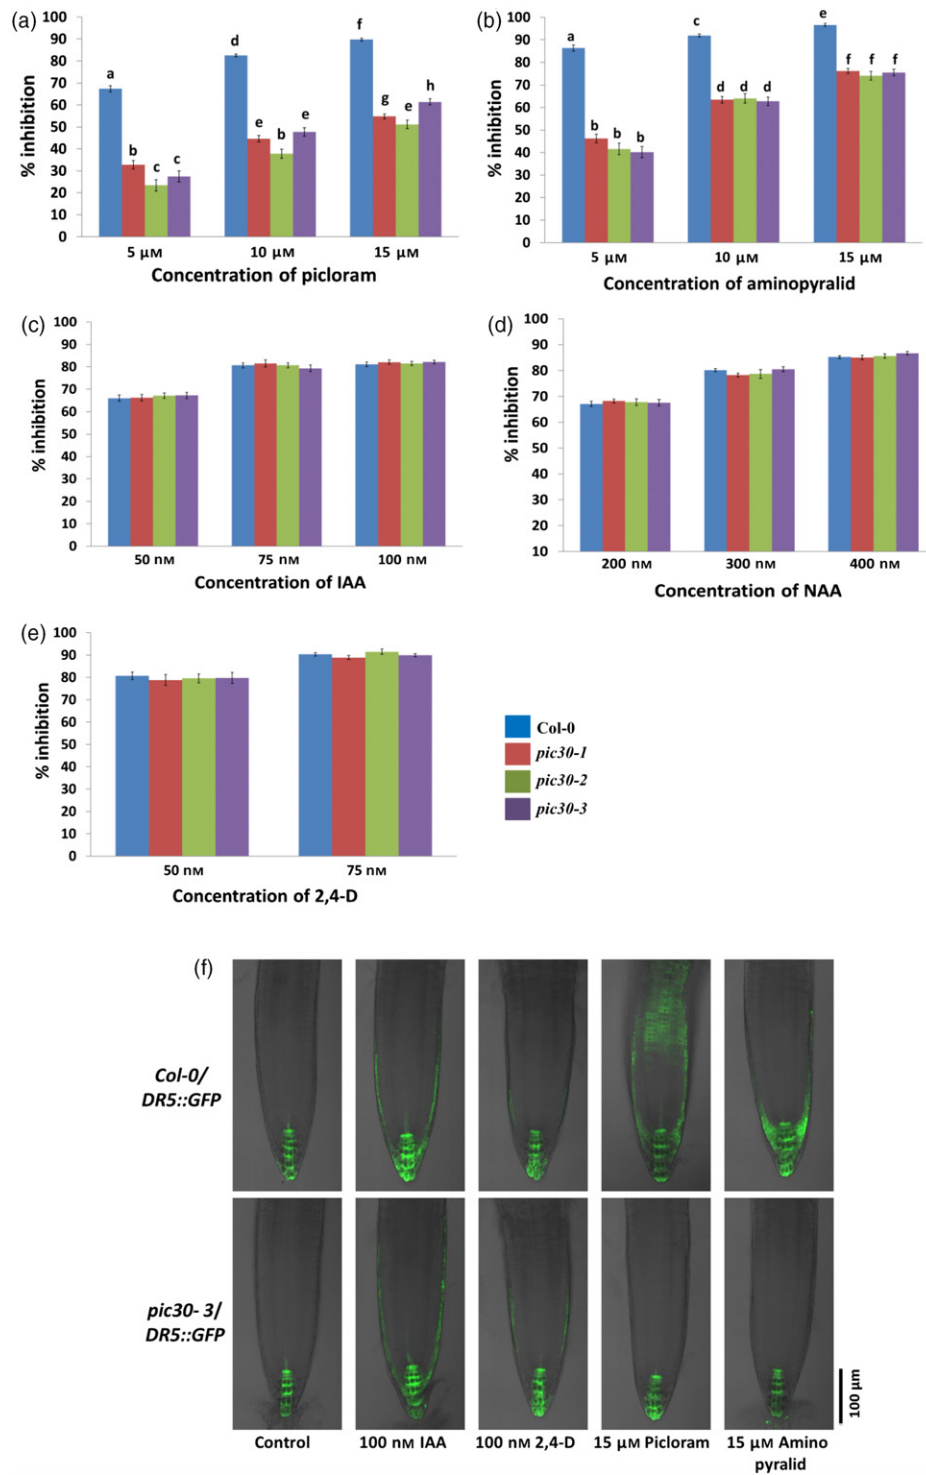 (a)
% inhibition
100
90
80
70
60
50
40
30
20
10
0
a
b
c
c
d
e
b
e
f
g
e
h
5 μM
10 μM
15 μM
Concentration of picloram
(b)
% inhibition
100
90
80
70
60
50
40
30
20
10
0
a
b
b
b
c
d
d
d
e
f
f
f
5 μM
10 μM
15 μM
Concentration of aminopyralid
(c)
% inhibition
100
90
80
70
60
50
40
30
20
10
0
50 nM
75 nM
100 nM
Concentration of IAA
(d)
% inhibition
100
90
80
70
60
50
40
30
20
10
200 nM
300 nM
400 nM
Concentration of NAA
(e)
% inhibition
100
90
80
70
60
50
40
30
20
10
0
50 nM
75 nM
Concentration of 2,4-D
Col-0
pic30-1
pic30-2
pic30-3
(f)
Col-0/
DR5::GFP
pic30- 3/
DR5::GFP
100 μm
Control
100 nM IAA
100 nM 2,4-D
15 μM Picloram
15 μM Amino
pyralid